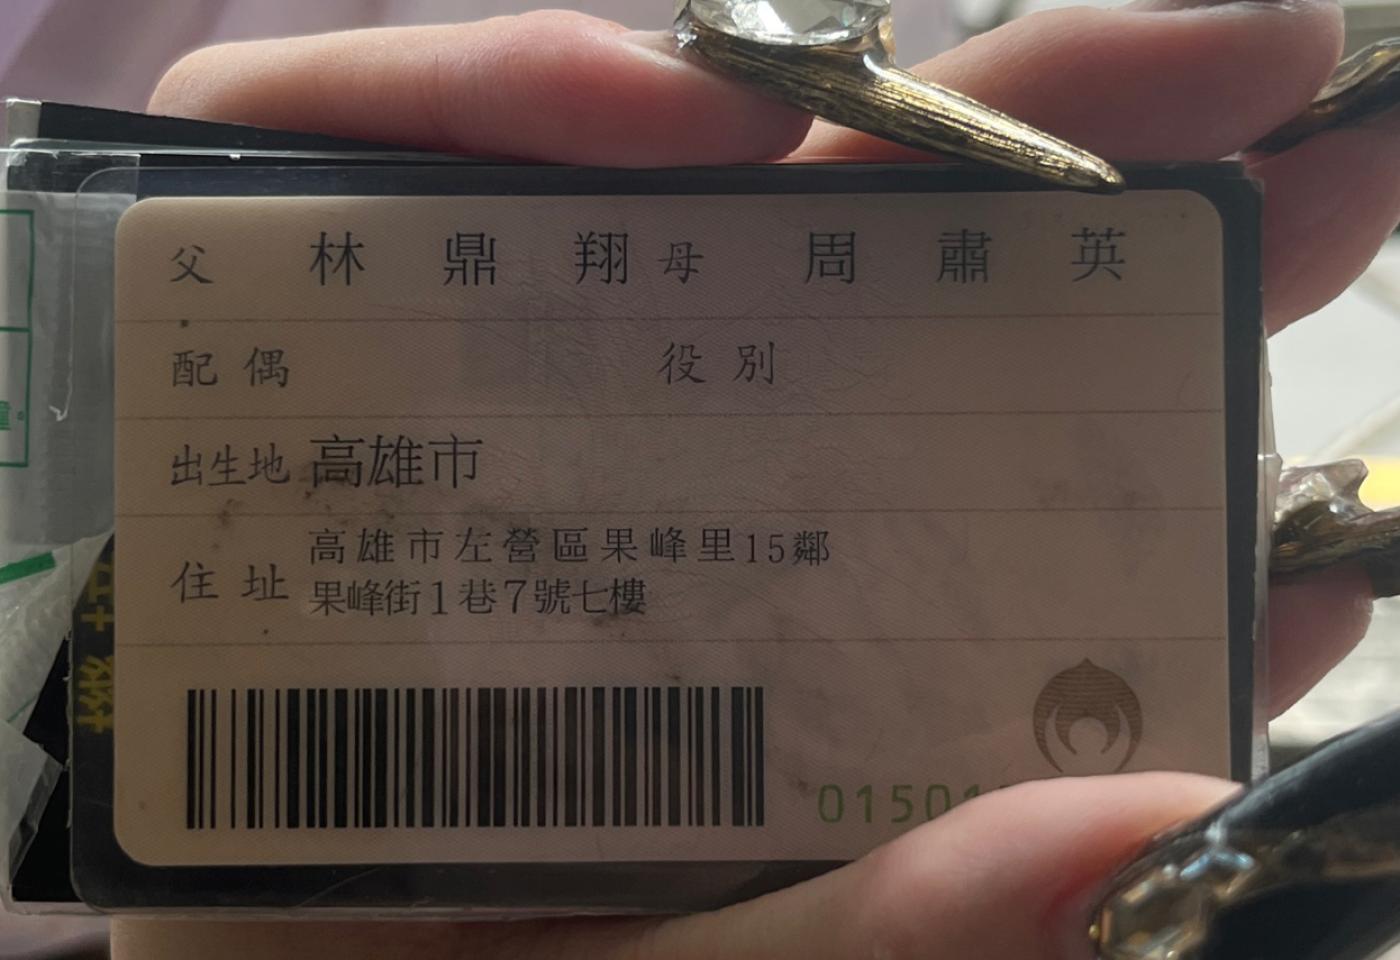 父 林鼎翔 母 周肅英
配偶 役別
出生地 高雄市
住址 高雄市左營區果峰里15鄰
果峰街1巷7號七樓